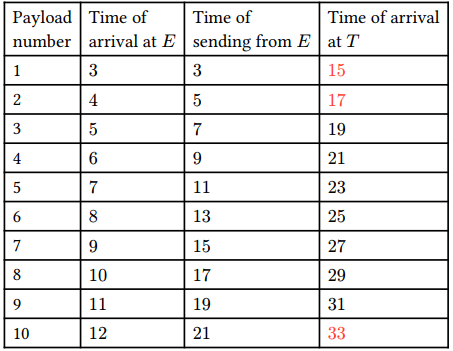 Payload number | Time of arrival at E | Time of sending from E | Time of arrival at T
1 | 3 | 3 | 15
2 | 4 | 5 | 17
3 | 5 | 7 | 19
4 | 6 | 9 | 21
5 | 7 | 11 | 23
6 | 8 | 13 | 25
7 | 9 | 15 | 27
8 | 10 | 17 | 29
9 | 11 | 19 | 31
10 | 12 | 21 | 33